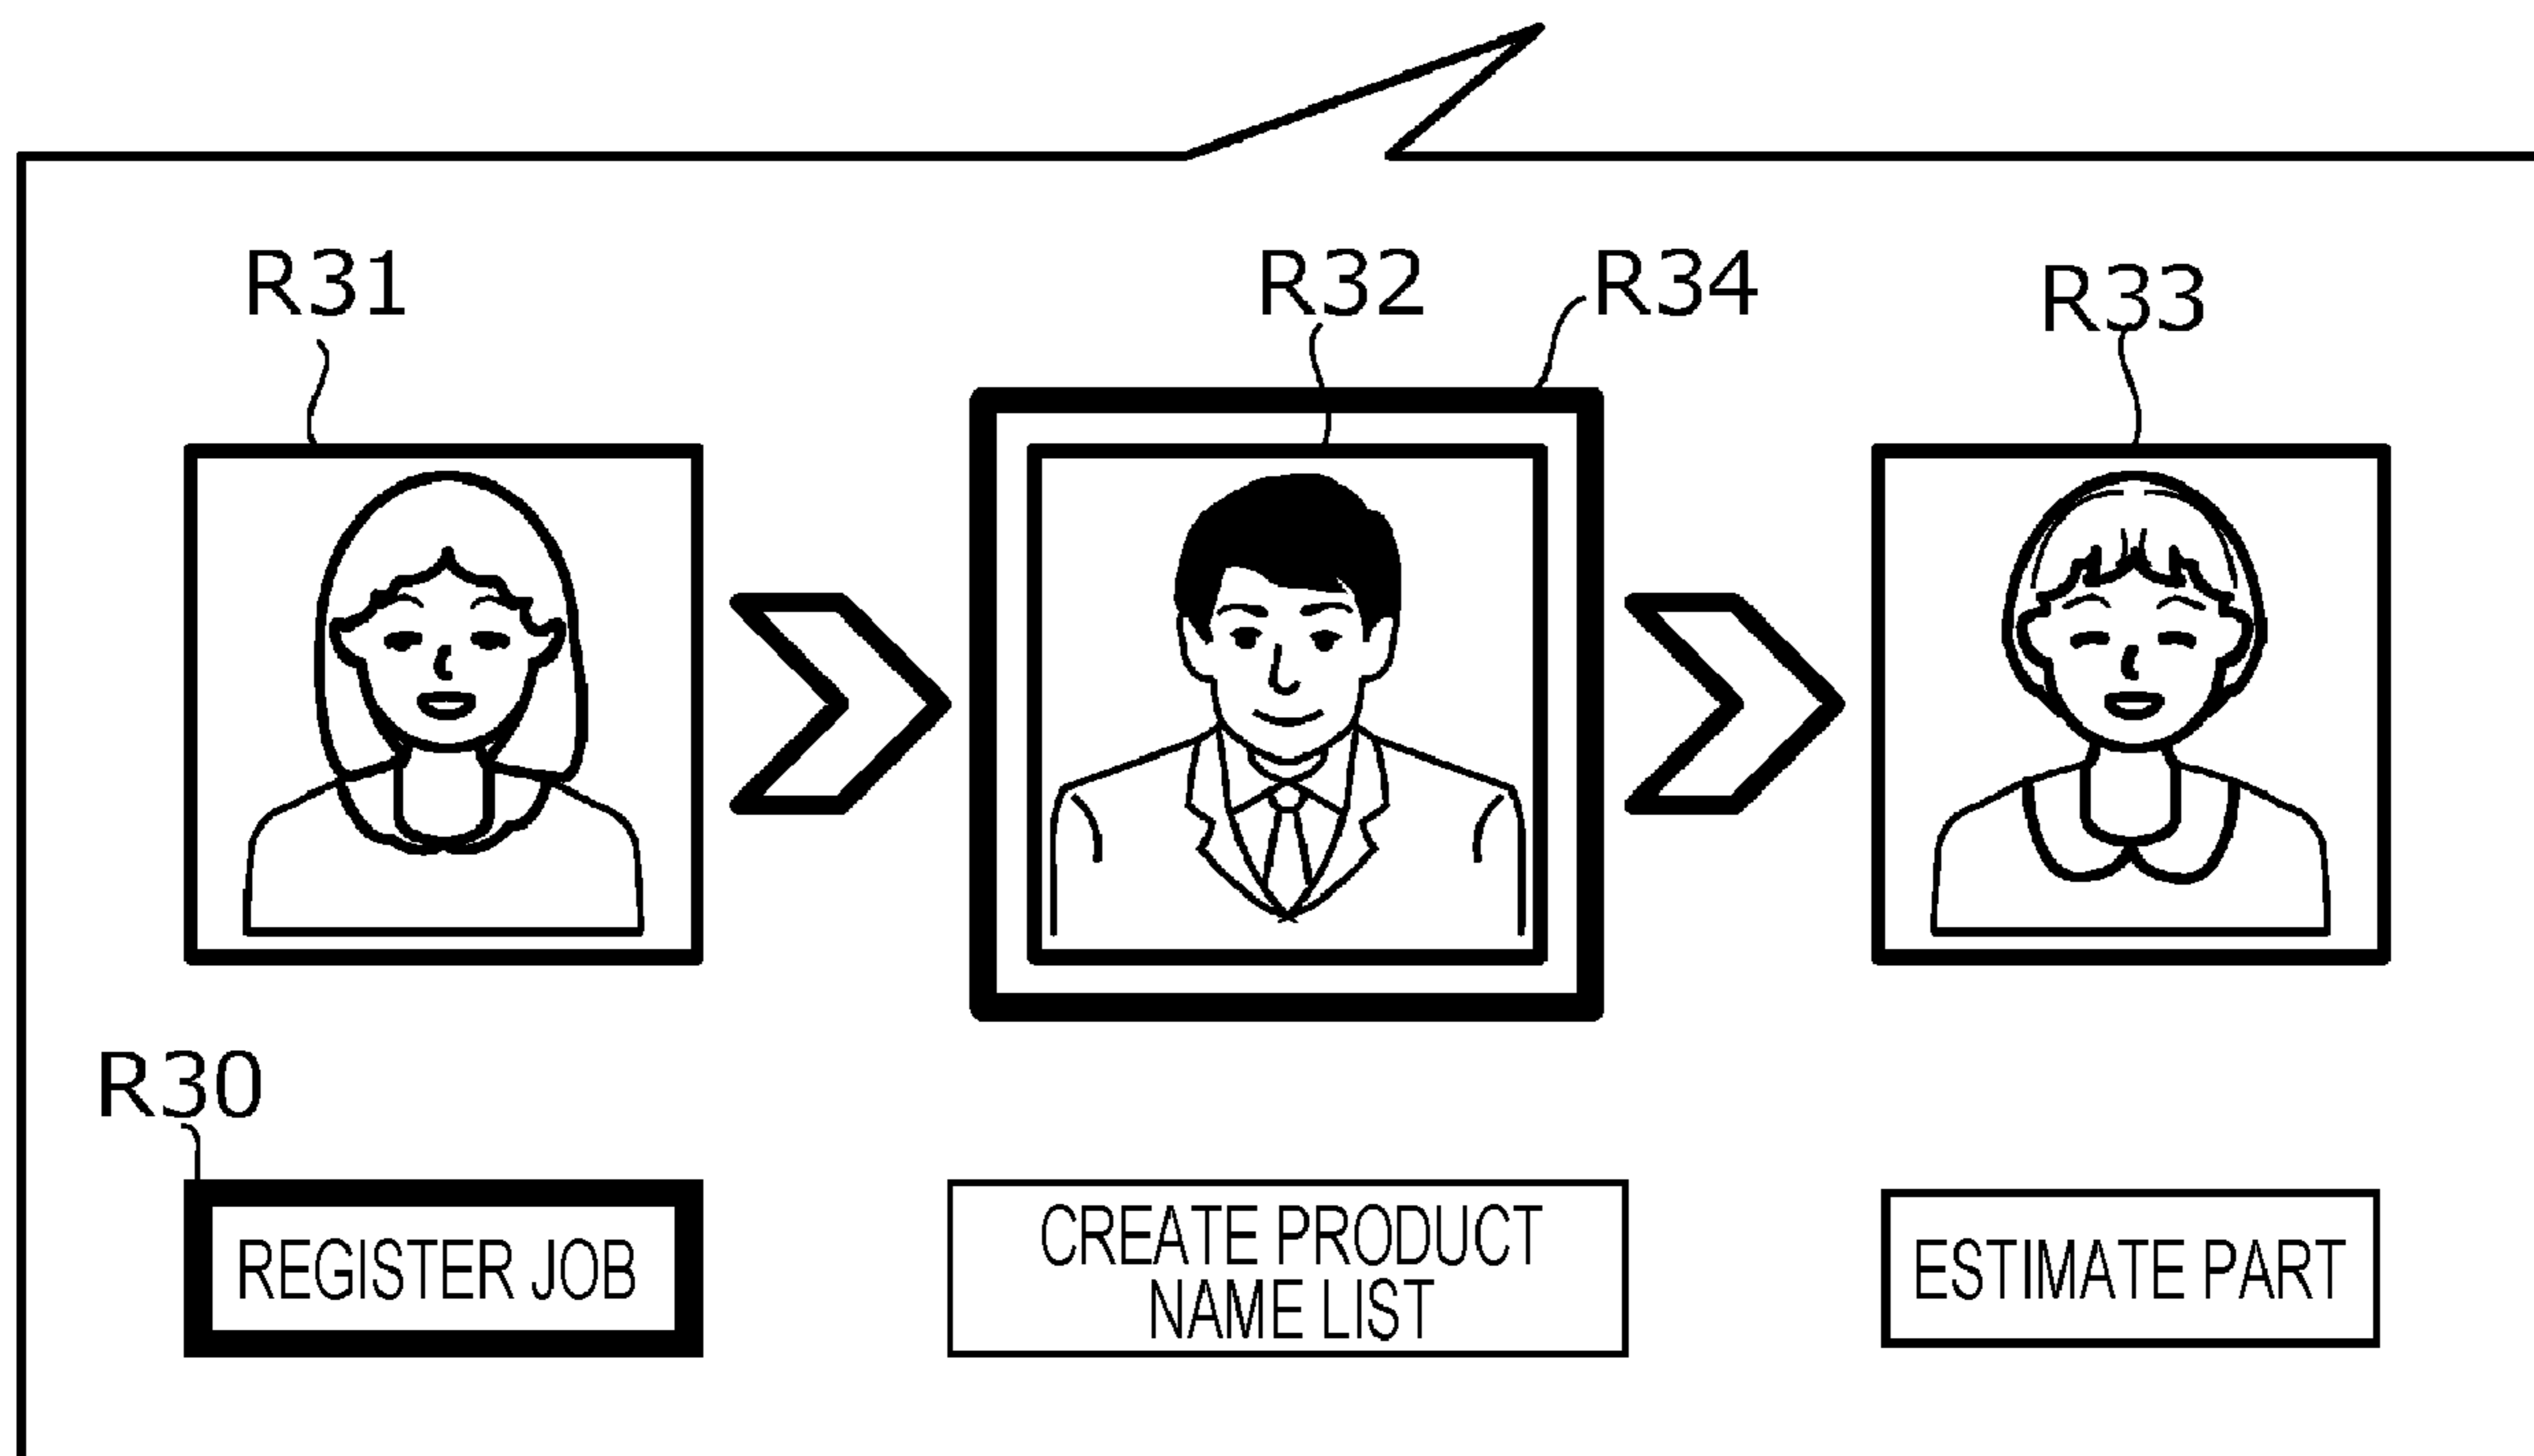 R31
R32
R34
R33
R30
REGISTER JOB
CREATE PRODUCT
NAME LIST
ESTIMATE PART